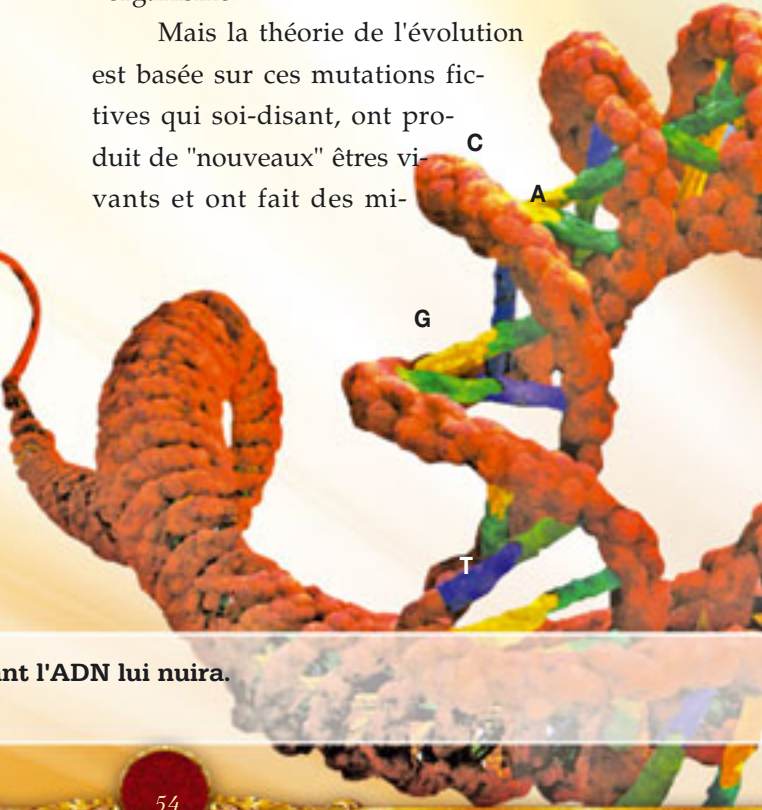 Mais la théorie de l'évolution
est basée sur ces mutations fic-
tives qui soi-disant, ont pro-
duit de "nouveaux" êtres vi-
vants et ont fait des mi-
C
A
G
T
nt l'ADN lui nuira.
54